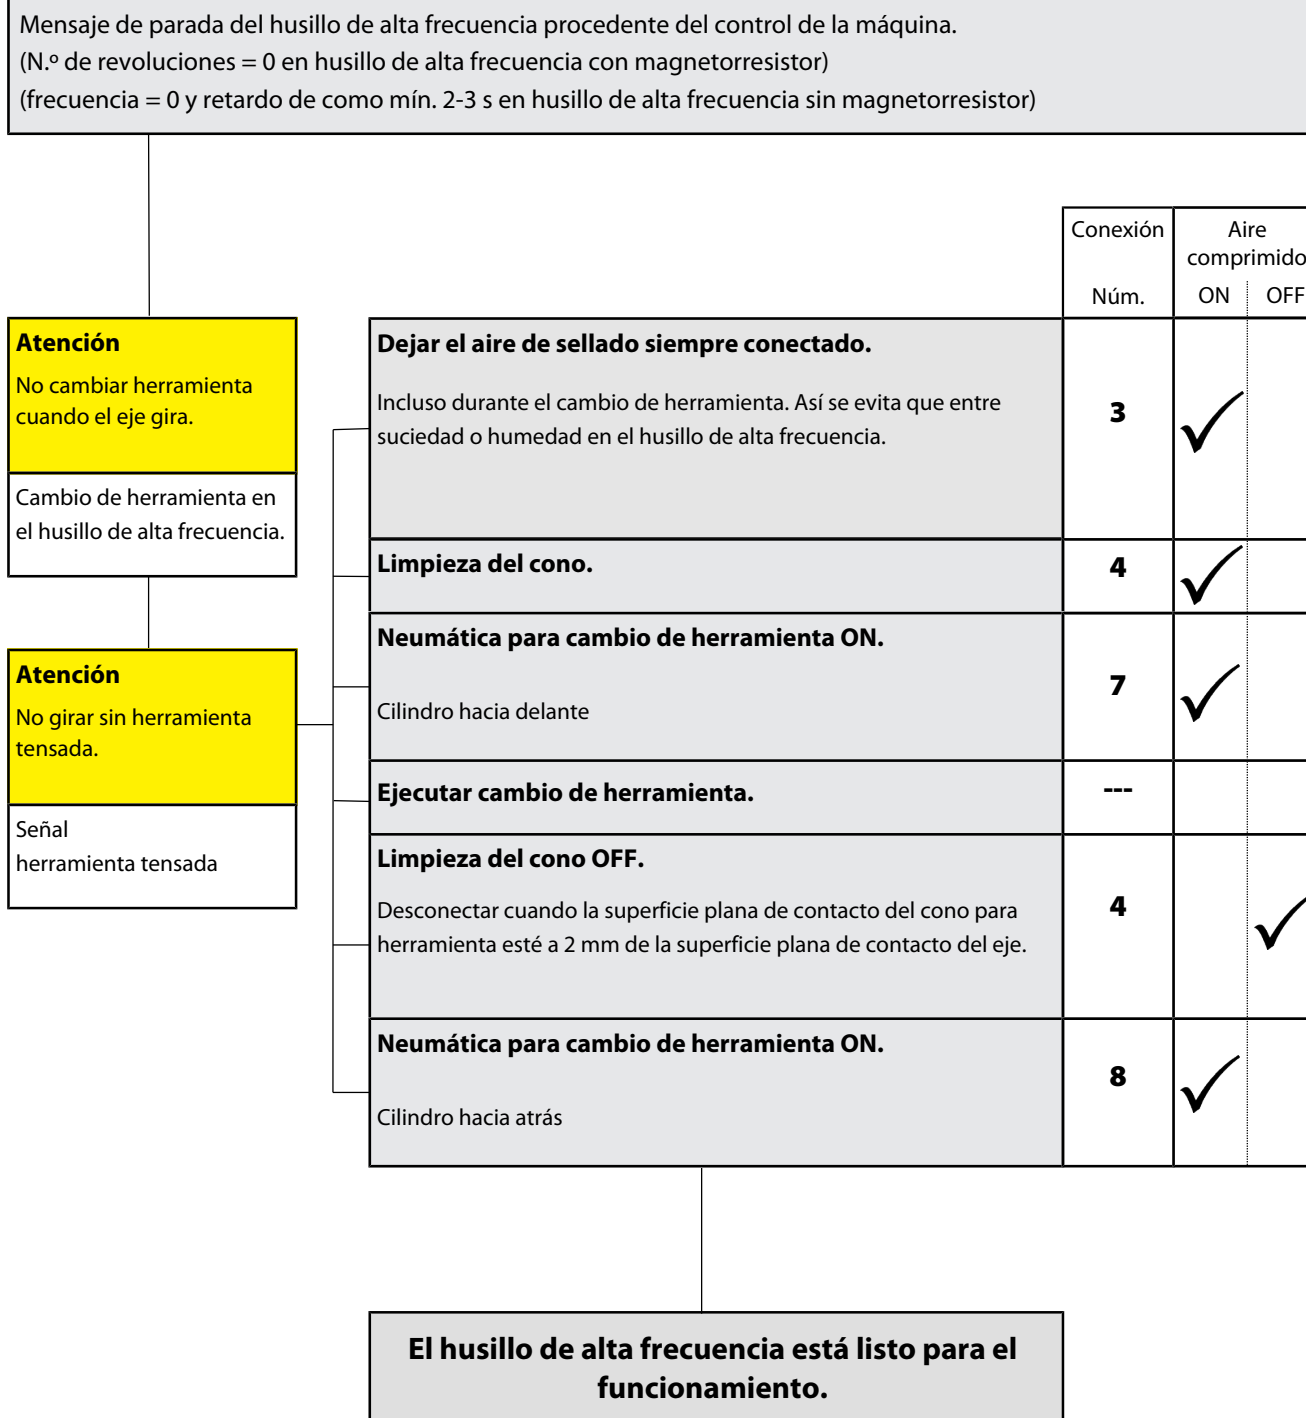 Mensaje de parada del husillo de alta frecuencia procedente del control de la máquina.
(N.º de revoluciones = 0 en husillo de alta frecuencia con magnetorresistor)
(frecuencia = 0 y retardo de como mín. 2-3 s en husillo de alta frecuencia sin magnetorresistor)
Conexión
Núm.
Aire
comprimido
ON OFF
Atención
No cambiar herramienta
cuando el eje gira.
Cambio de herramienta en
el husillo de alta frecuencia.
Atención
No girar sin herramienta
tensada.
Señal
herramienta tensada
Dejar el aire de sellado siempre conectado.
Incluso durante el cambio de herramienta. Así se evita que entre
suciedad o humedad en el husillo de alta frecuencia.
3
Limpieza del cono.
4
Neumática para cambio de herramienta ON.
Cilindro hacia delante
7
Ejecutar cambio de herramienta.
---
Limpieza del cono OFF.
Desconectar cuando la superficie plana de contacto del cono para
herramienta esté a 2 mm de la superficie plana de contacto del eje.
4
Neumática para cambio de herramienta ON.
Cilindro hacia atrás
8
El husillo de alta frecuencia está listo para el
funcionamiento.